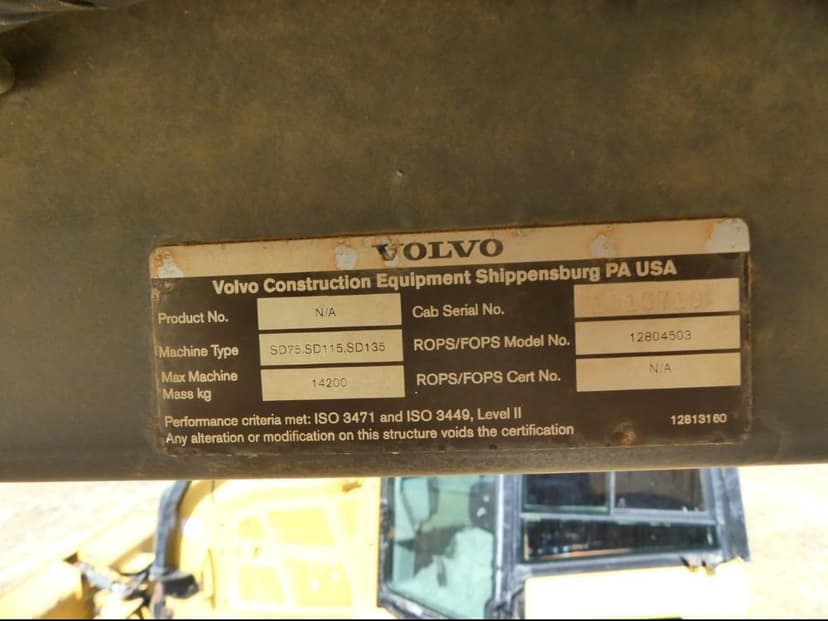 VOLVO
Volvo Construction Equipment Shippensburg PA USA
Product No. N/A Cab Serial No.
Machine Type SD75,SD115,SD135 ROPS/FOPS Model No. 12804503
Max Machine Mass kg 14200 ROPS/FOPS Cert No. N/A
Performance criteria met: ISO 3471 and ISO 3449, Level II
Any alteration or modification on this structure voids the certification 12813160